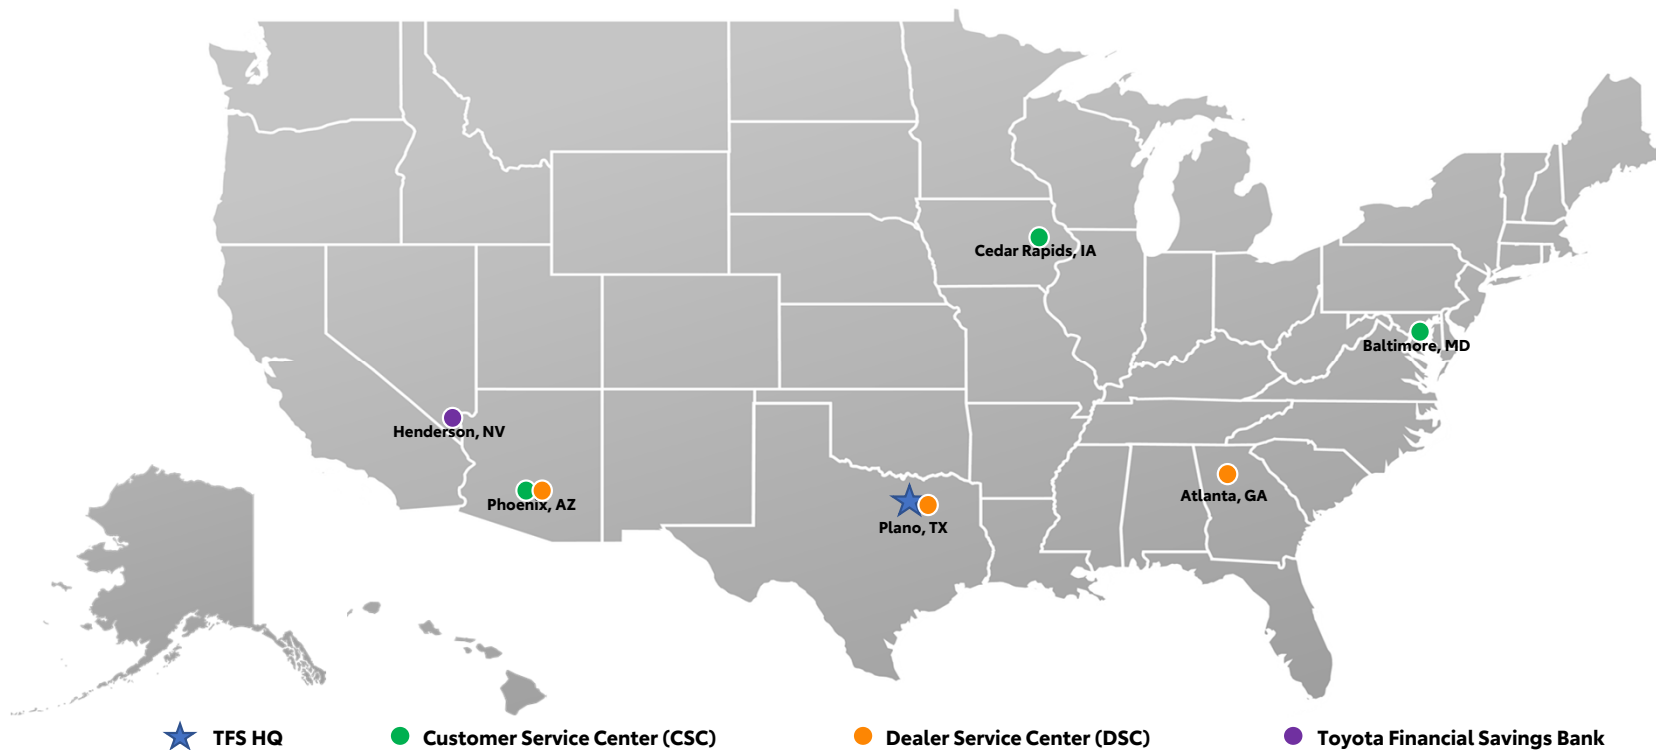 Cedar Rapids, IA
Baltimore, MD
Henderson, NV
Phoenix, AZ
Plano, TX
Atlanta, GA
TFS HQ
Customer Service Center (CSC)
Dealer Service Center (DSC)
Toyota Financial Savings Bank